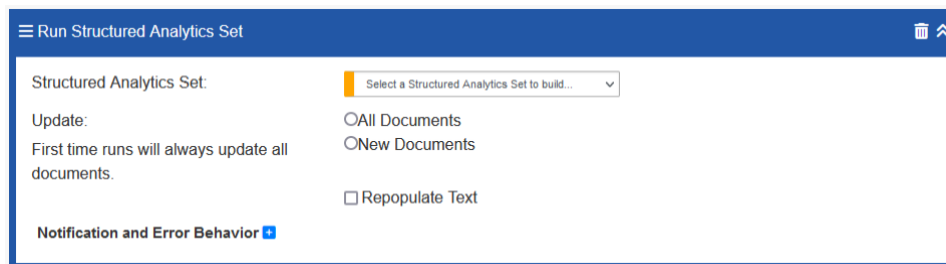 Run Structured Analytics Set
Structured Analytics Set:
Select a Structured Analytics Set to build...
Update:
All Documents
First time runs will always update all
documents.
New Documents
Repopulate Text
Notification and Error Behavior